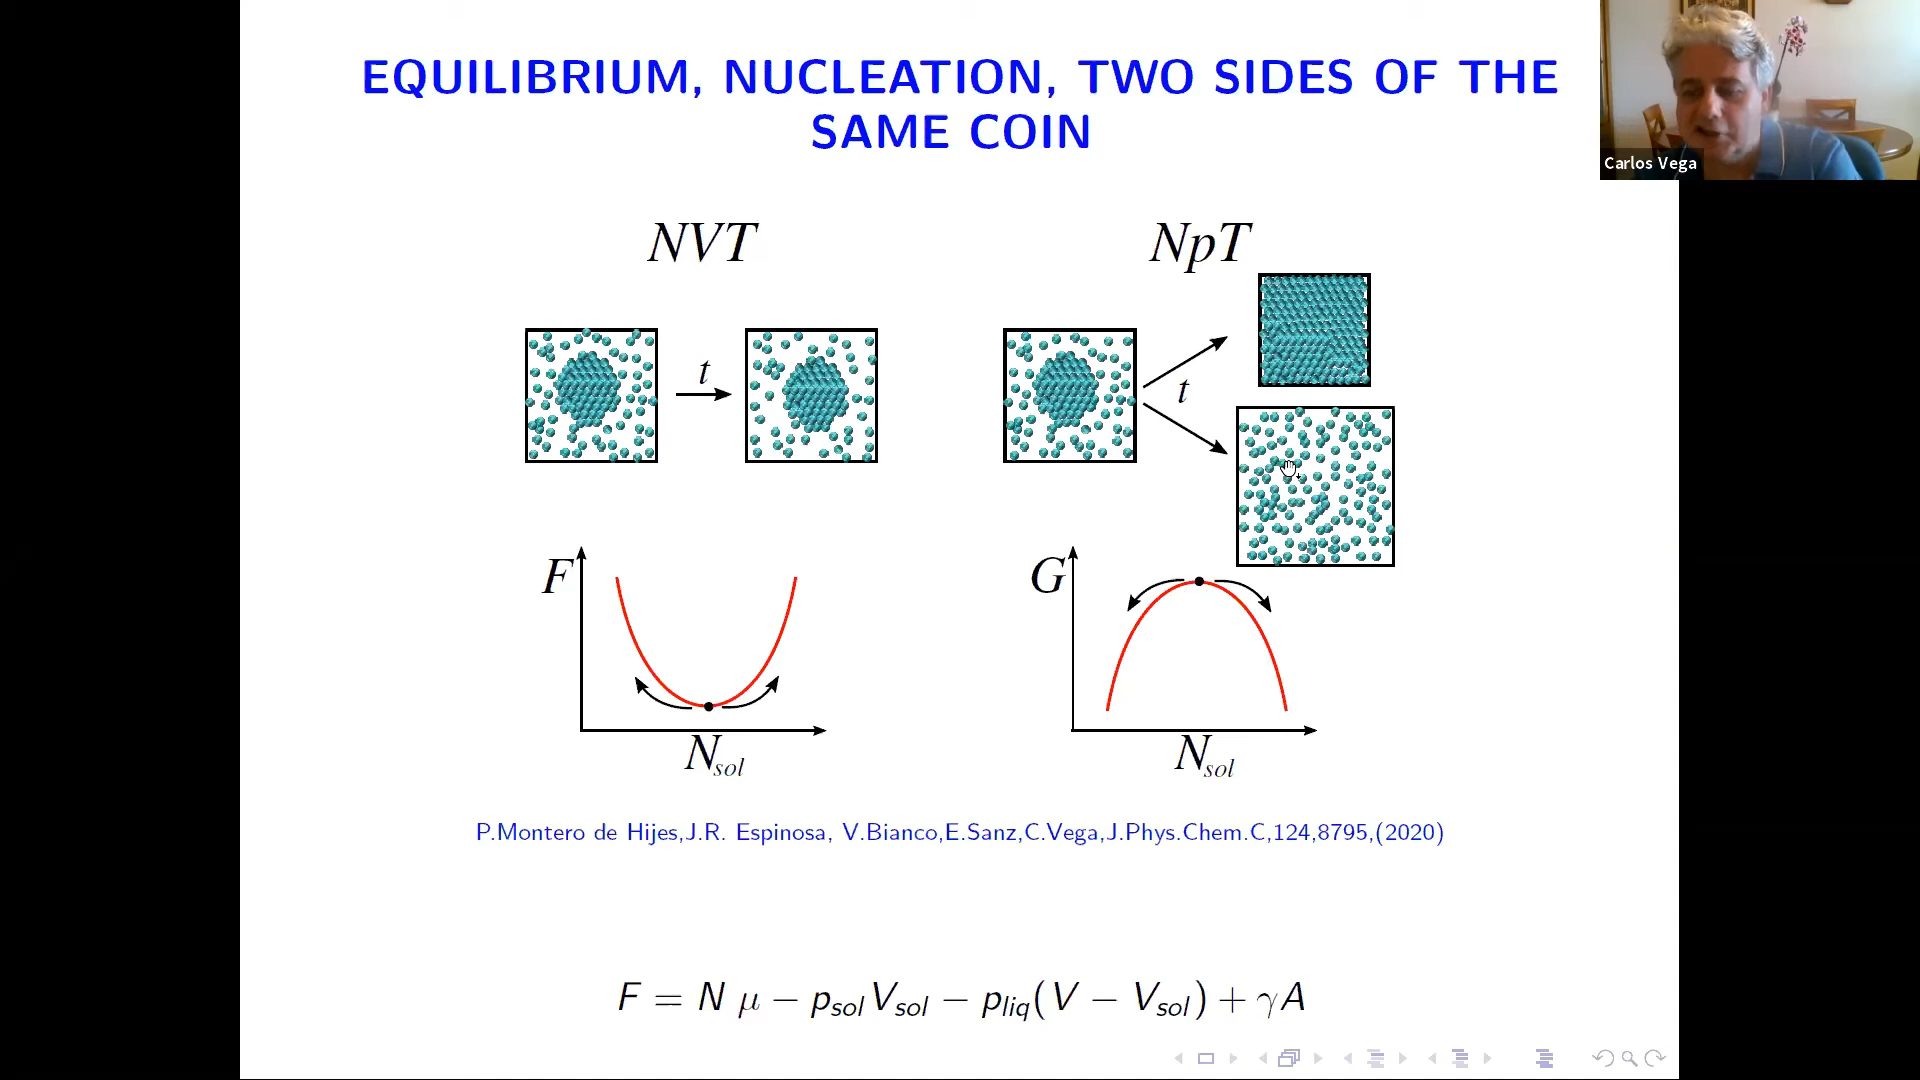 EQUILIBRIUM, NUCLEATION, TWO SIDES OF THE
SAME COIN
Carlos Vega
NVT
NpT
t
t
F
G
N_sol
N_sol
P.Montero de Hijes,J.R. Espinosa, V.Bianco,E.Sanz,C.Vega,J.Phys.Chem.C,124,8795,(2020)
F = N μ − p_sol V_sol − p_liq(V − V_sol) + γA